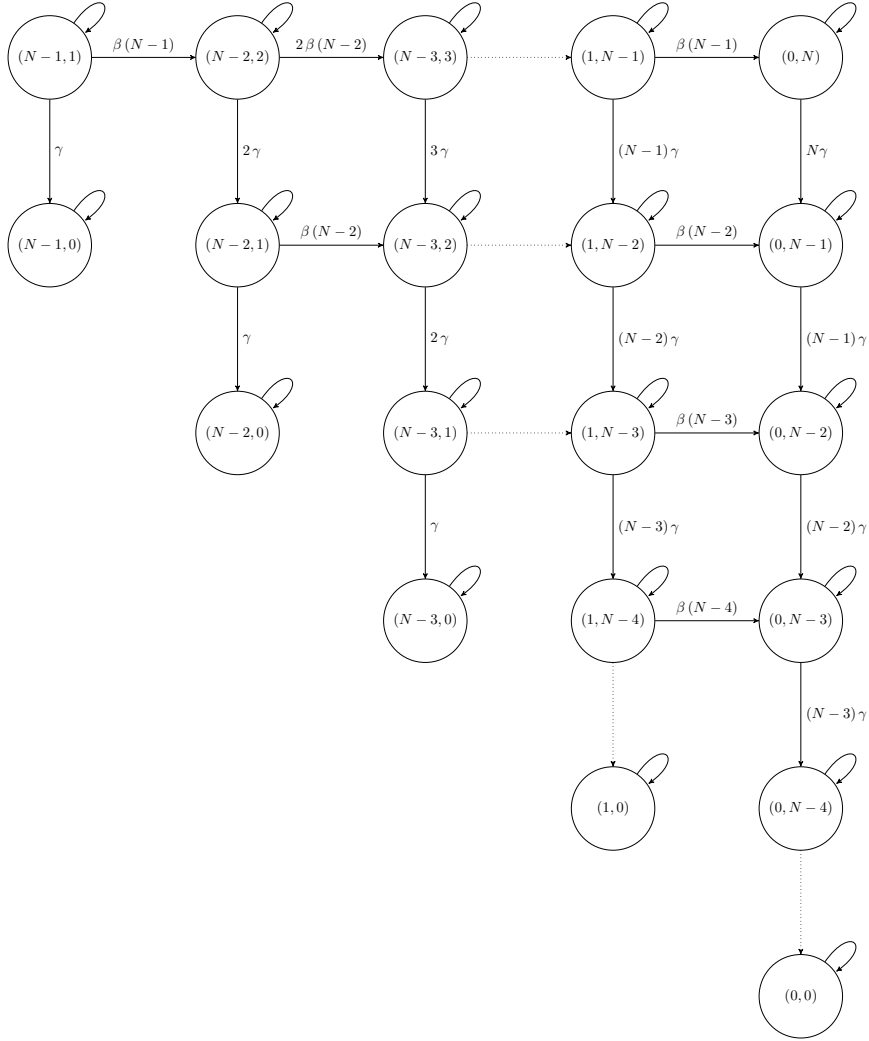 β (N − 1) 2 β (N − 2) β (N − 1)
(N − 1, 1) (N − 2, 2) (N − 3, 3) (1, N − 1) (0, N)
γ 2 γ 3 γ (N − 1) γ Nγ
β (N − 2) β (N − 2)
(N − 1, 0) (N − 2, 1) (N − 3, 2) (1, N − 2) (0, N − 1)
γ 2 γ (N − 2) γ (N − 1) γ
β (N − 3)
(N − 2, 0) (N − 3, 1) (1, N − 3) (0, N − 2)
γ (N − 3) γ (N − 2) γ
β (N − 4)
(N − 3, 0) (1, N − 4) (0, N − 3)
(N − 3) γ
(1, 0) (0, N − 4)
(0, 0)